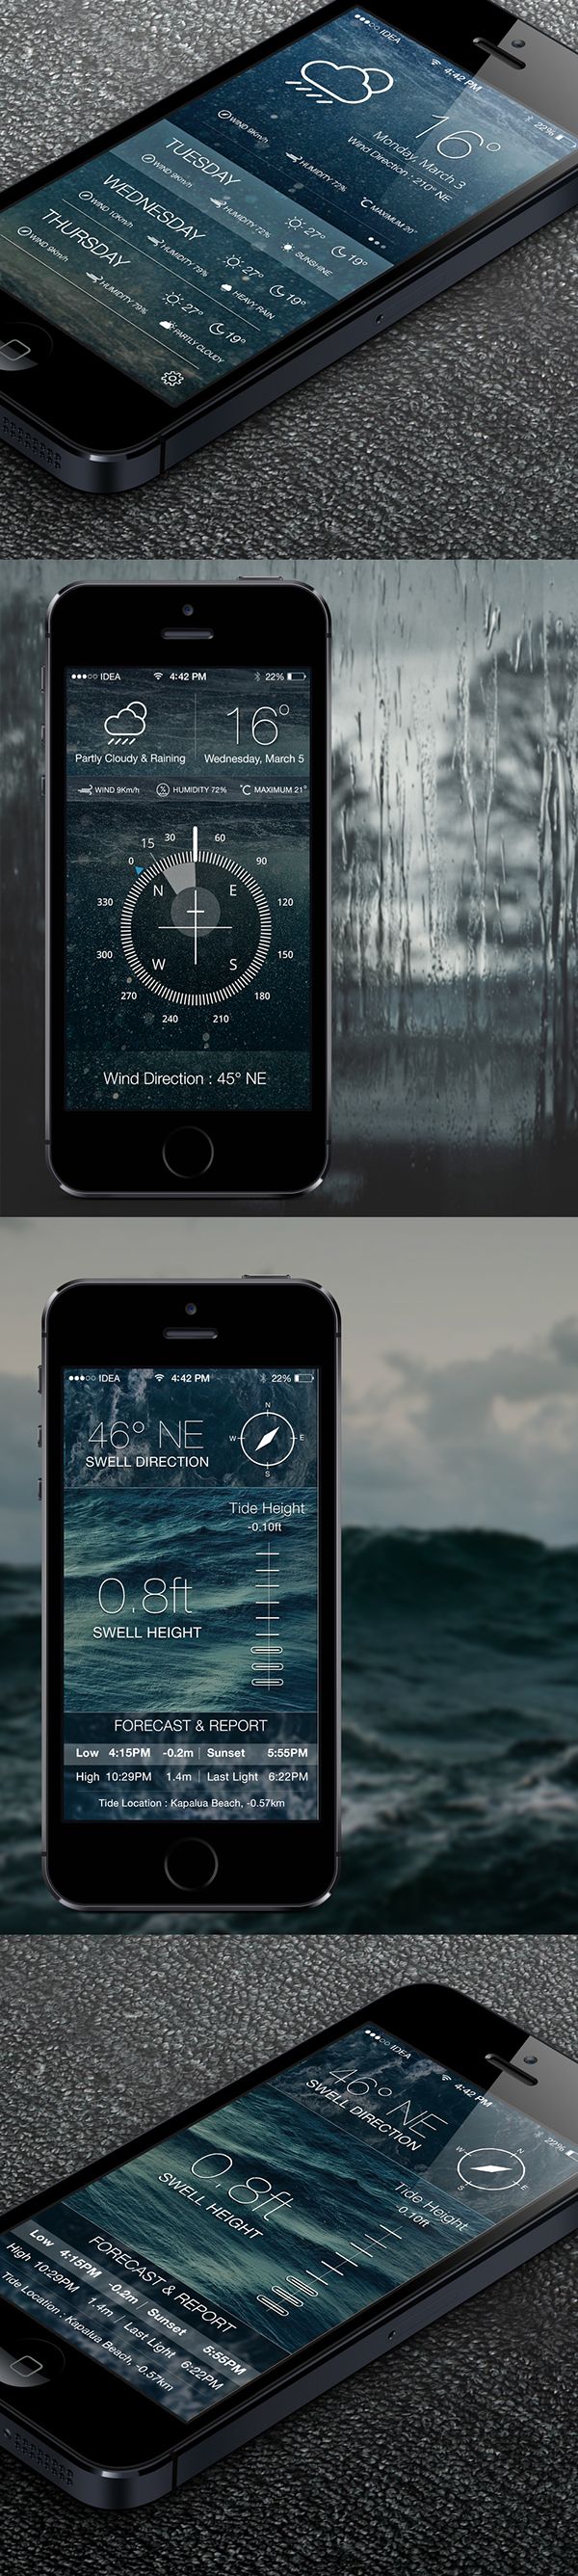 IDEA
4:42 PM
22%
16°
Monday, March 3
Wind Direction : 210° NE
WIND 9Km/h
HUMIDITY 72%
°C MAXIMUM 20°
TUESDAY
27° 19°
WIND 9Km/h
HUMIDITY 72%
SUNSHINE
WEDNESDAY
27° 19°
WIND 10Km/h
HUMIDITY 79%
HEAVY RAIN
THURSDAY
27° 19°
WIND 9Km/h
HUMIDITY 79%
PARTLY CLOUDY
IDEA 4:42 PM 22%
16°
Partly Cloudy & Raining Wednesday, March 5
WIND 9Km/h HUMIDITY 72% °C MAXIMUM 21°
0 15 30 60
90
N E
330 120
300 150
W S
270 180
240 210
Wind Direction : 45° NE
IDEA 4:42 PM 22%
N
46° NE
W E
SWELL DIRECTION
S
Tide Height
-0.10ft
0.8ft
SWELL HEIGHT
FORECAST & REPORT
Low 4:15PM -0.2m | Sunset 5:55PM
High 10:29PM 1.4m | Last Light 6:22PM
Tide Location : Kapalua Beach, -0.57km
IDEA
4:42 PM
22%
46° NE
SWELL DIRECTION
N
W E
S
Tide Height
-0.10ft
0.8ft
SWELL HEIGHT
FORECAST & REPORT
Low 4:15PM -0.2m | Sunset 5:55PM
High 10:29PM 1.4m | Last Light 6:22PM
Tide Location : Kapalua Beach, -0.57km